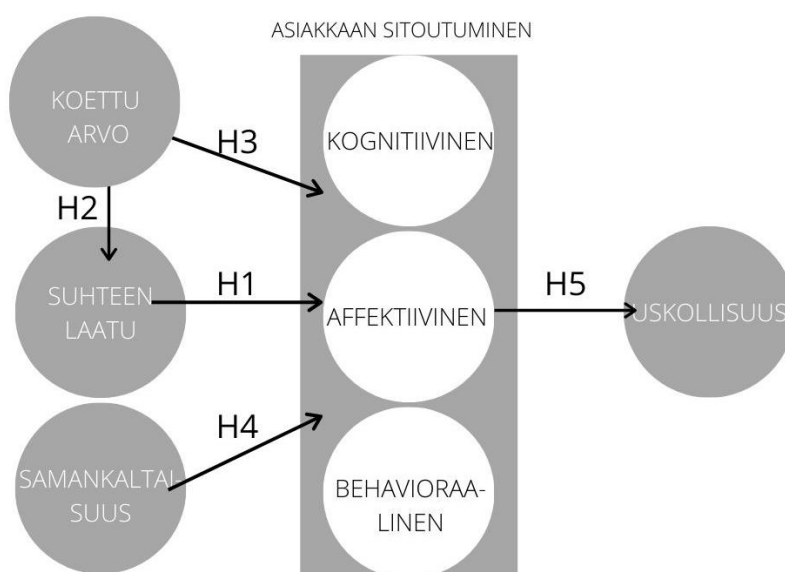 ASIAKKAAN SITOUTUMINEN
KOETTU
ARVO
H3
KOGNITIIVINEN
H2
SUHTEEN
LAATU
H1
AFFEKTIIVINEN
H5
USKOLLISUUS
H4
SAMANKALTAI-
SUUS
BEHAVIORAA-
LINEN